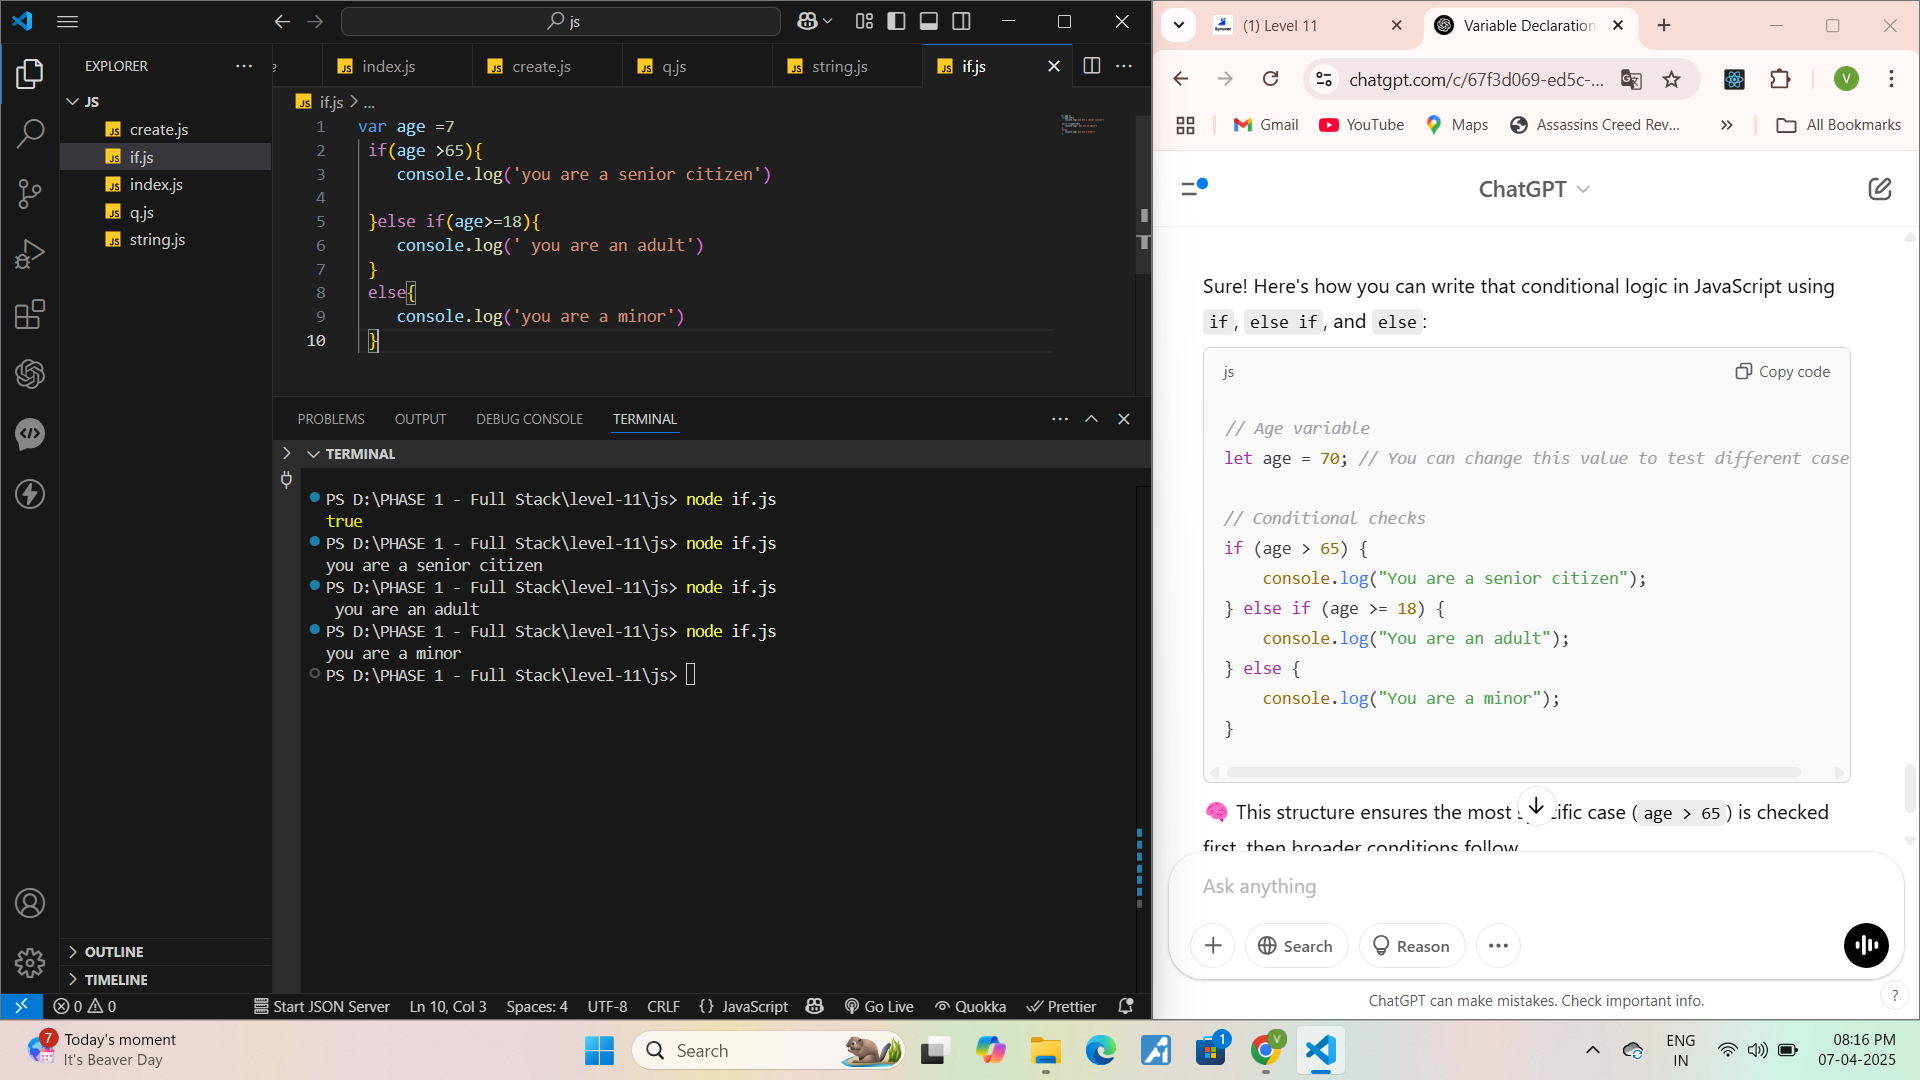 js
EXPLORER
JS
create.js
if.js
index.js
q.js
string.js
OUTLINE
TIMELINE
index.js
create.js
q.js
string.js
if.js
if.js > ...
1 var age =7
2 if(age >65){
3 console.log('you are a senior citizen')
4
5 }else if(age>=18){
6 console.log(' you are an adult')
7 }
8 else{
9 console.log('you are a minor')
10 }
PROBLEMS OUTPUT DEBUG CONSOLE TERMINAL
TERMINAL
PS D:\PHASE 1 - Full Stack\level-11\js> node if.js
true
PS D:\PHASE 1 - Full Stack\level-11\js> node if.js
you are a senior citizen
PS D:\PHASE 1 - Full Stack\level-11\js> node if.js
you are an adult
PS D:\PHASE 1 - Full Stack\level-11\js> node if.js
you are a minor
PS D:\PHASE 1 - Full Stack\level-11\js>
0 0 Start JSON Server Ln 10, Col 3 Spaces: 4 UTF-8 CRLF {} JavaScript Go Live Quokka Prettier
(1) Level 11
Variable Declaration
chatgpt.com/c/67f3d069-ed5c-...
V
Gmail YouTube Maps Assassins Creed Rev... » All Bookmarks
ChatGPT
Sure! Here's how you can write that conditional logic in JavaScript using
if, else if, and else:
js
Copy code
// Age variable
let age = 70; // You can change this value to test different case
// Conditional checks
if (age > 65) {
console.log("You are a senior citizen");
} else if (age >= 18) {
console.log("You are an adult");
} else {
console.log("You are a minor");
}
This structure ensures the most specific case (age > 65) is checked
first, then broader conditions follow.
Ask anything
Search
Reason
ChatGPT can make mistakes. Check important info.
?
7
Today's moment
It's Beaver Day
Search
1
V
ENG
IN
08:16 PM
07-04-2025